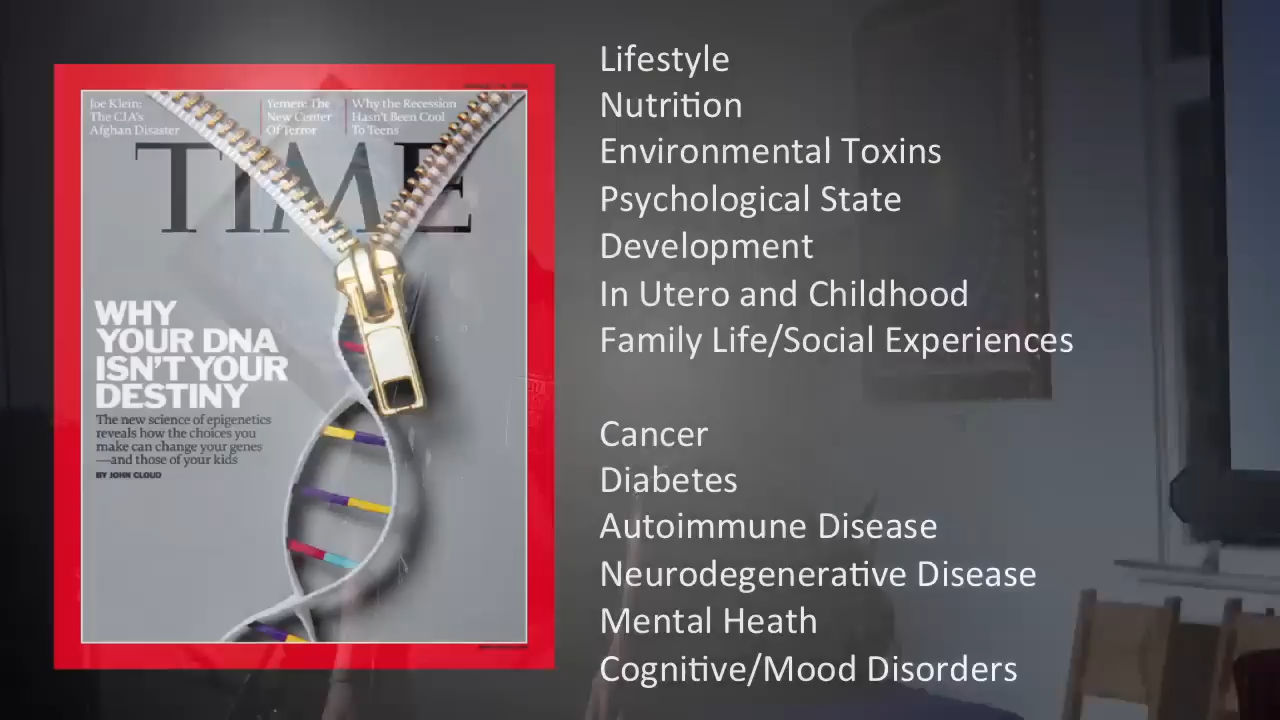 Joe Klein:
The CIA's
Afghan Disaster
Yemen: The
New Center
Of Terror
Why the Recession
Hasn't Been Cool
To Teens
TIME
WHY
YOUR DNA
ISN'T YOUR
DESTINY
The new science of epigenetics
reveals how the choices you
make can change your genes
—and those of your kids
BY JOHN CLOUD
Lifestyle
Nutrition
Environmental Toxins
Psychological State
Development
In Utero and Childhood
Family Life/Social Experiences
Cancer
Diabetes
Autoimmune Disease
Neurodegenerative Disease
Mental Heath
Cognitive/Mood Disorders